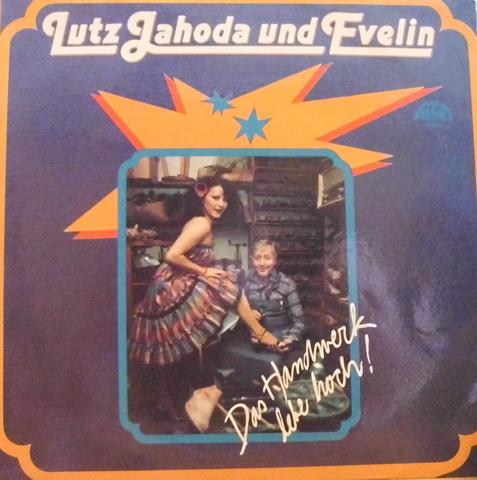 Lutz Jahoda und Evelin
Das Handwerk
lebe hoch!